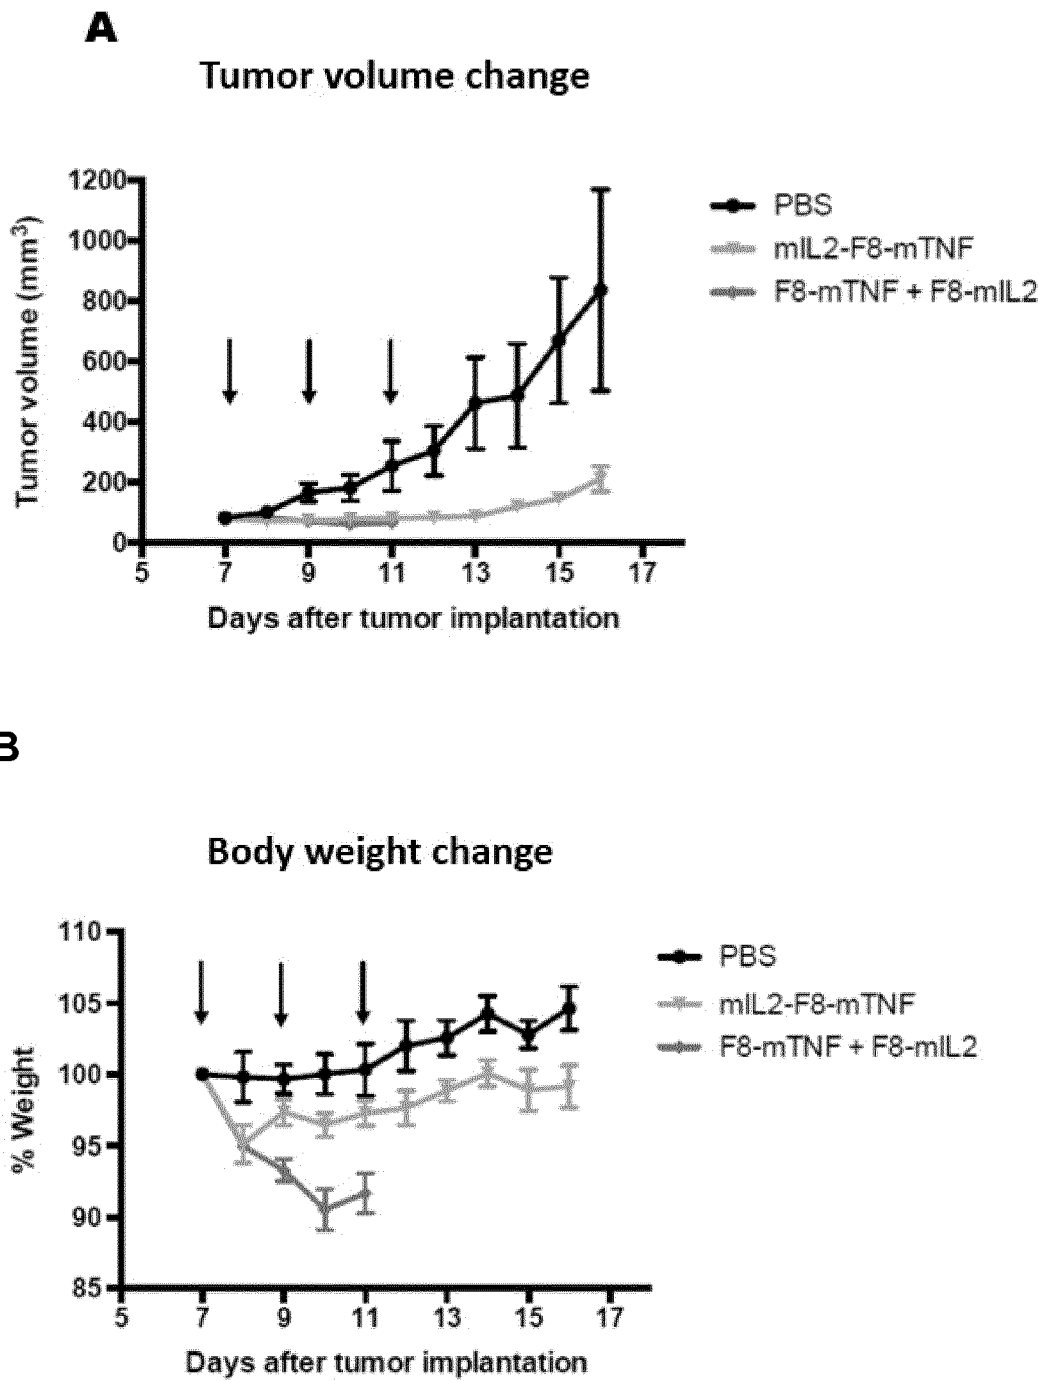 A
Tumor volume change
1200
1000
800
600
400
200
0
Tumor volume (mm³)
5 7 9 11 13 15 17
Days after tumor implantation
PBS
mIL2-F8-mTNF
F8-mTNF + F8-mIL2
B
Body weight change
110
105
100
95
90
85
% Weight
5 7 9 11 13 15 17
Days after tumor implantation
PBS
mIL2-F8-mTNF
F8-mTNF + F8-mIL2